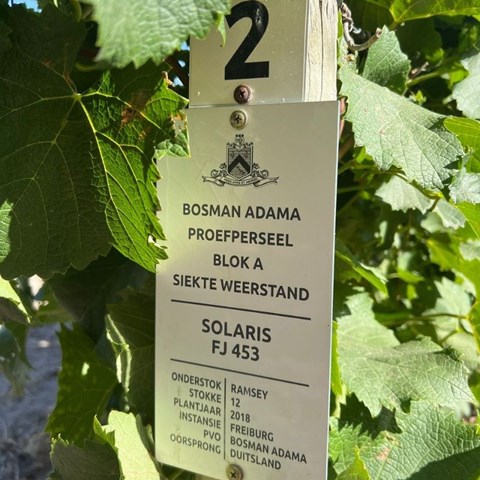 2
BOSMAN ADAMA
PROEFPERSEEL
BLOK A
SIEKTE WEERSTAND
SOLARIS
FJ 453
ONDERSTOK RAMSEY
STOKKE 12
PLANTJAAR 2018
INSTANSIE FREIBURG
PVO BOSMAN ADAMA
OORSPRONG DUITSLAND